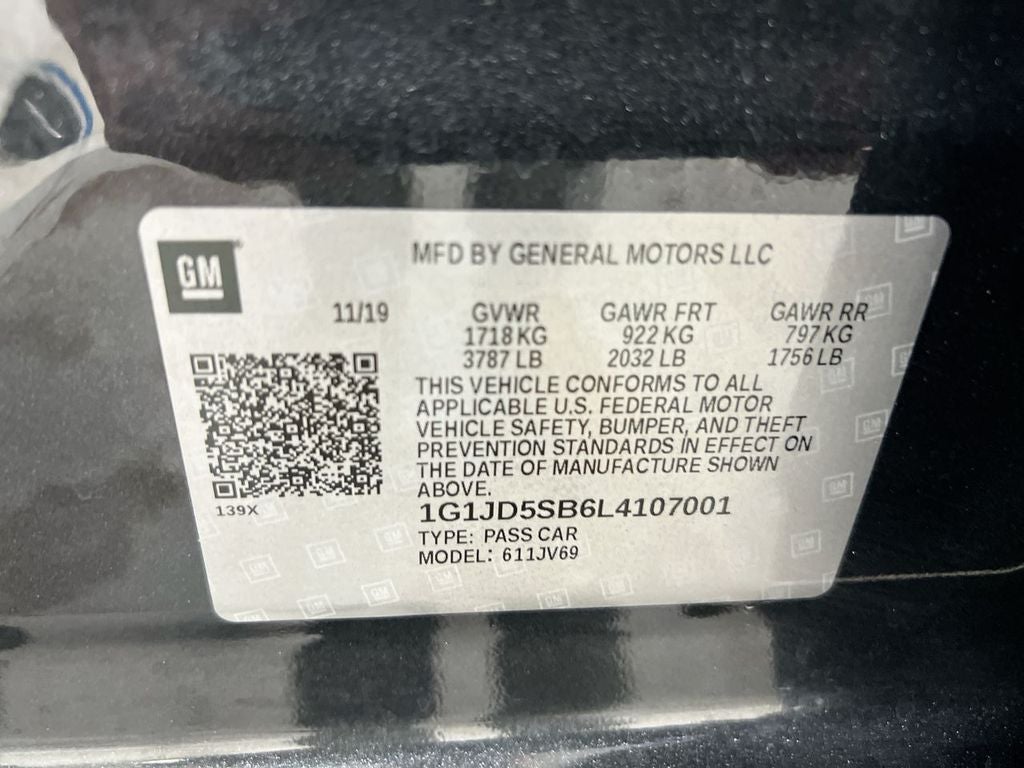 GM
MFD BY GENERAL MOTORS LLC
11/19
GVWR GAWR FRT GAWR RR
1718 KG 922 KG 797 KG
3787 LB 2032 LB 1756 LB
THIS VEHICLE CONFORMS TO ALL
APPLICABLE U.S. FEDERAL MOTOR
VEHICLE SAFETY, BUMPER, AND THEFT
PREVENTION STANDARDS IN EFFECT ON
THE DATE OF MANUFACTURE SHOWN
ABOVE.
139X
1G1JD5SB6L4107001
TYPE: PASS CAR
MODEL: 611JV69